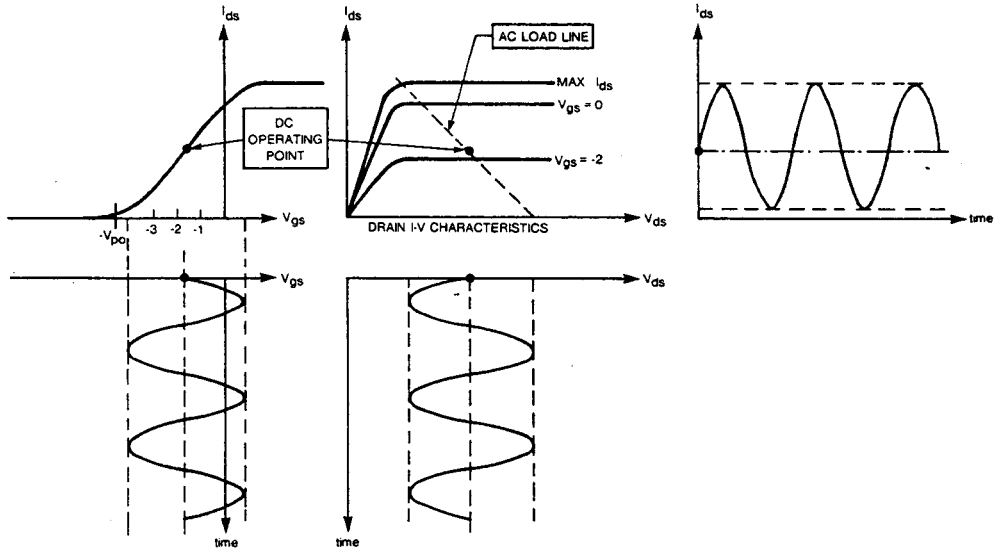 Ids
Ids
Ids
AC LOAD LINE
MAX Ids
Vgs = 0
DC
OPERATING
POINT
Vgs = -2
-Vpo
-3
-2
-1
Vgs
DRAIN I-V CHARACTERISTICS
Vds
time
Vgs
Vds
time
time